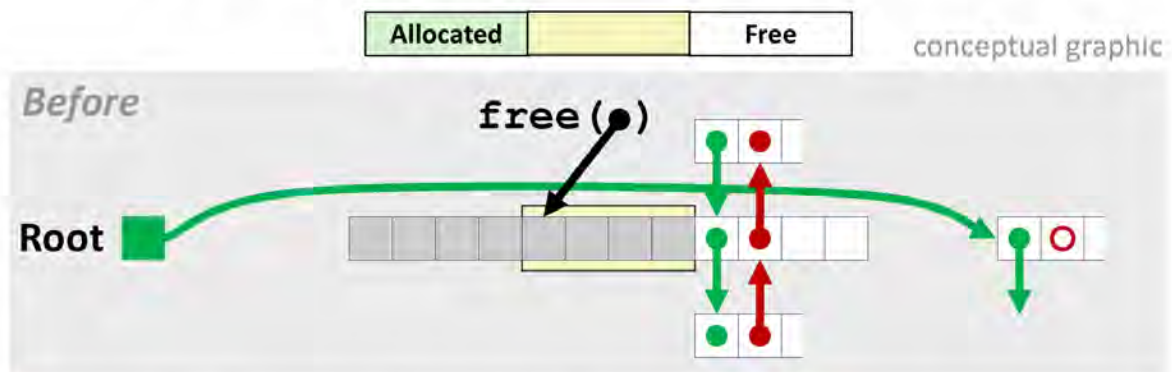 Allocated Free
conceptual graphic
Before
free( )
Root